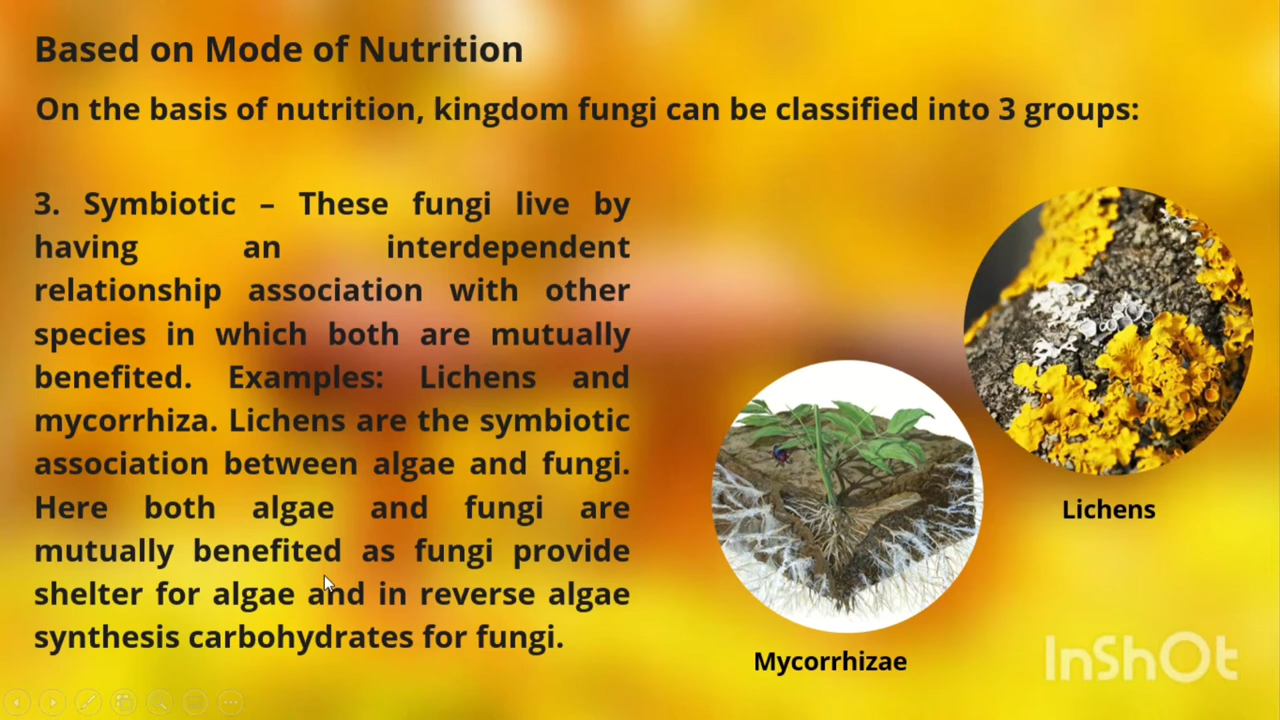 Based on Mode of Nutrition
On the basis of nutrition, kingdom fungi can be classified into 3 groups:
3. Symbiotic – These fungi live by
having an interdependent
relationship association with other
species in which both are mutually
benefited. Examples: Lichens and
mycorrhiza. Lichens are the symbiotic
association between algae and fungi.
Here both algae and fungi are
mutually benefited as fungi provide
shelter for algae and in reverse algae
synthesis carbohydrates for fungi.
Lichens
Mycorrhizae
InShOt